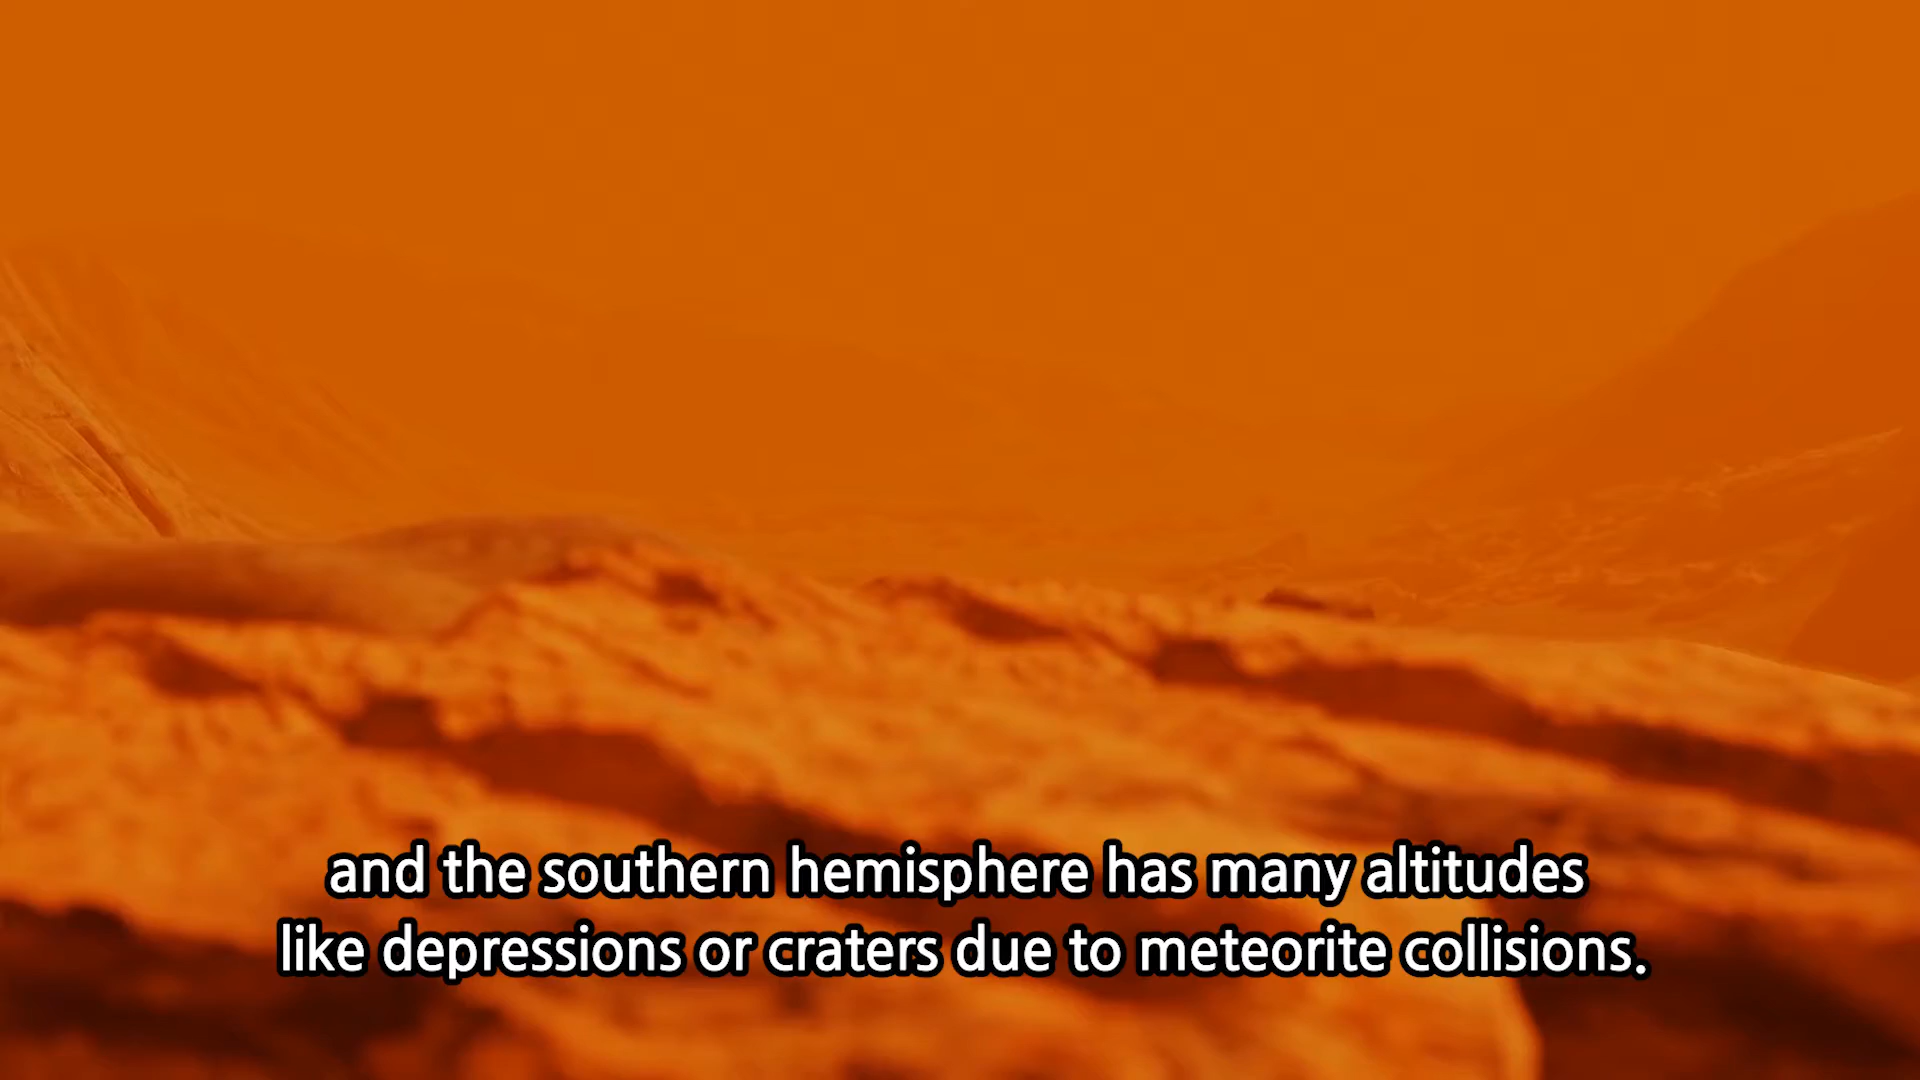 and the southern hemisphere has many altitudes
like depressions or craters due to meteorite collisions.